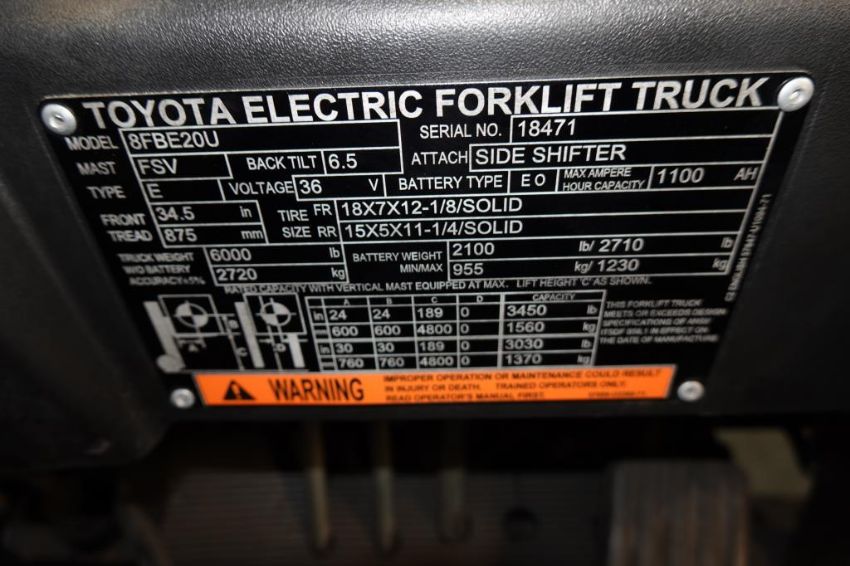 TOYOTA ELECTRIC FORKLIFT TRUCK
MODEL 8FBE20U SERIAL NO. 18471
MAST FSV BACK TILT 6.5 ATTACH SIDE SHIFTER
TYPE E VOLTAGE 36 V BATTERY TYPE E O MAX AMPERE HOUR CAPACITY 1100 AH
FRONT TREAD 34.5 in TIRE SIZE FR 18X7X12-1/8/SOLID
875 mm RR 15X5X11-1/4/SOLID
TRUCK WEIGHT W/O BATTERY ACCURACY±5% 6000 lb BATTERY WEIGHT MIN/MAX 2100 lb/ 2710
2720 kg 955 kg/ 1230
RATED CAPACITY WITH VERTICAL MAST EQUIPPED AT MAX. LIFT HEIGHT 'C' AS SHOWN.
A B C D CAPACITY
in 24 24 189 0 3450 lb
mm 600 600 4800 0 1560 kg
in 30 30 189 0 3030 lb
mm 760 760 4800 0 1370 kg
B
A
C
D
THIS FORKLIFT TRUCK
MEETS OR EXCEEDS DESIGN
SPECIFICATIONS OF ANSI/
ITSDF B56.1 IN EFFECT ON
THE DATE OF MANUFACTURE.
WARNING
IMPROPER OPERATION OR MAINTENANCE COULD RESULT
IN INJURY OR DEATH. TRAINED OPERATORS ONLY.
READ OPERATOR'S MANUAL FIRST.